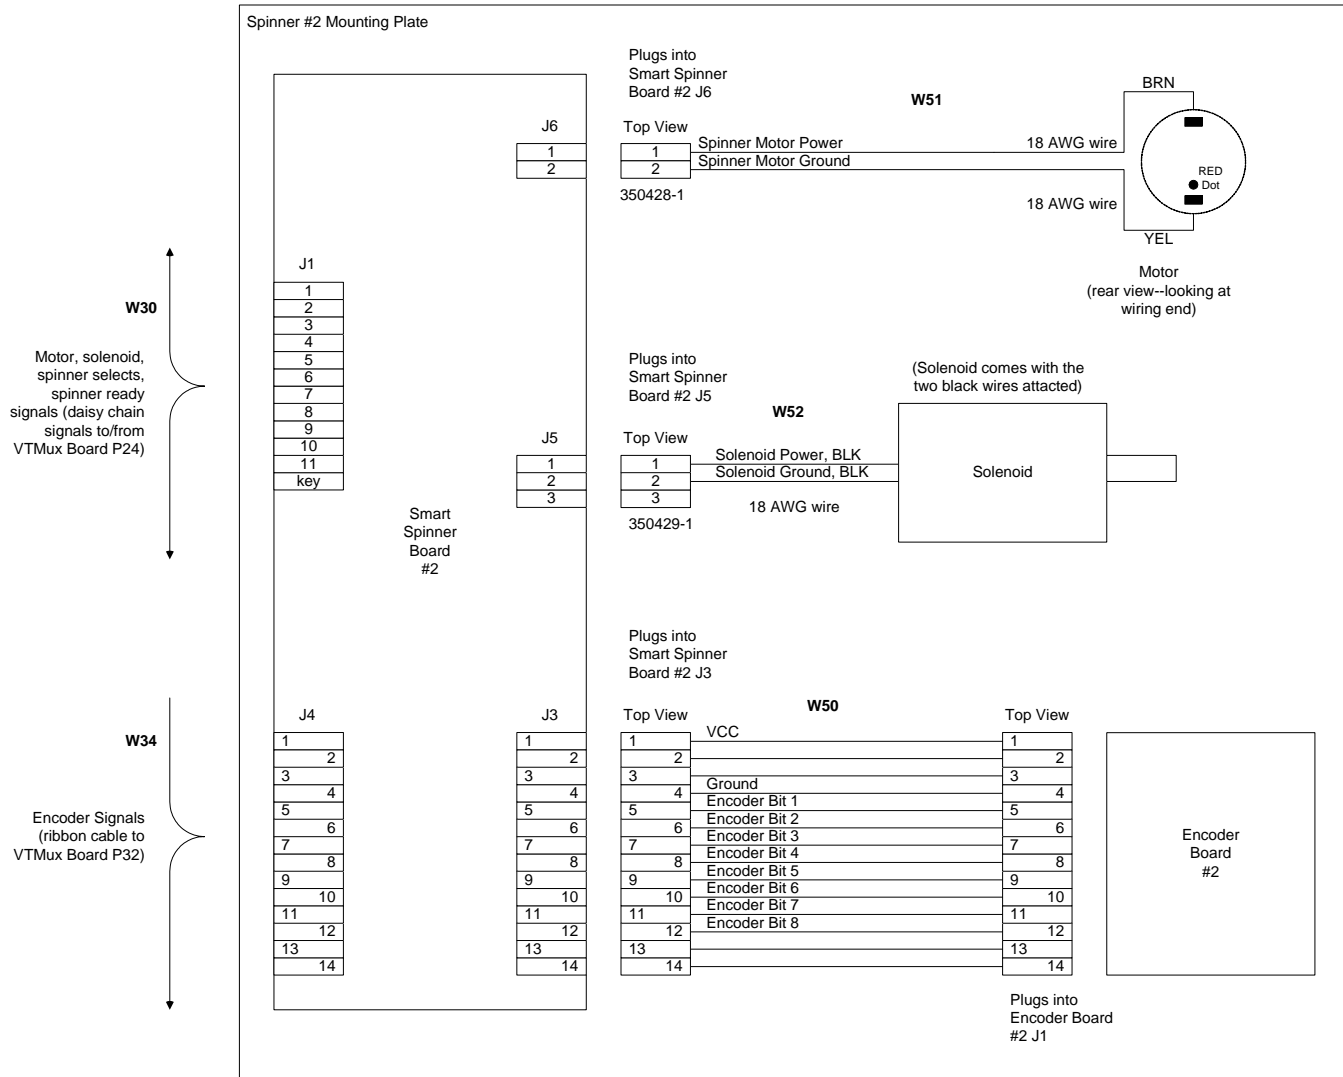 Spinner #2 Mounting Plate
Plugs into
Smart Spinner
Board #2 J6
W51
BRN
J6
Top View
1
2
1
2
Spinner Motor Power
Spinner Motor Ground
18 AWG wire
18 AWG wire
350428-1
RED
Dot
YEL
Motor
(rear view--looking at
wiring end)
W30
Motor, solenoid,
spinner selects,
spinner ready
signals (daisy chain
signals to/from
VTMux Board P24)
J1
1
2
3
4
5
6
7
8
9
10
11
key
Smart
Spinner
Board
#2
Plugs into
Smart Spinner
Board #2 J5
W52
(Solenoid comes with the
two black wires attacted)
J5
Top View
1
2
3
1
2
3
Solenoid Power, BLK
Solenoid Ground, BLK
18 AWG wire
350429-1
Solenoid
W34
Encoder Signals
(ribbon cable to
VTMux Board P32)
Plugs into
Smart Spinner
Board #2 J3
W50
J4
1
2
3
4
5
6
7
8
9
10
11
12
13
14
J3
1
2
3
4
5
6
7
8
9
10
11
12
13
14
Top View
1
2
3
4
5
6
7
8
9
10
11
12
13
14
VCC
Ground
Encoder Bit 1
Encoder Bit 2
Encoder Bit 3
Encoder Bit 4
Encoder Bit 5
Encoder Bit 6
Encoder Bit 7
Encoder Bit 8
Top View
1
2
3
4
5
6
7
8
9
10
11
12
13
14
Plugs into
Encoder Board
#2 J1
Encoder
Board
#2